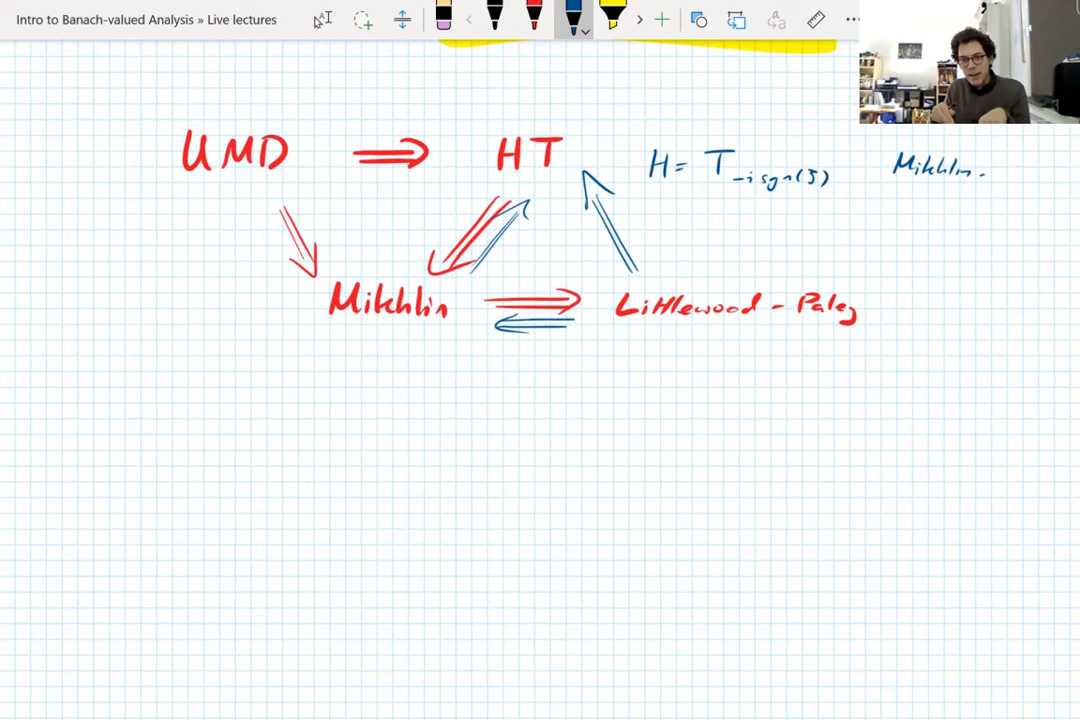 Intro to Banach-valued Analysis » Live lectures
UMD ⇒ HT H = T_{-i sgn(ξ)} Mikhlin.
Mikhlin ⇒ Littlewood - Paley